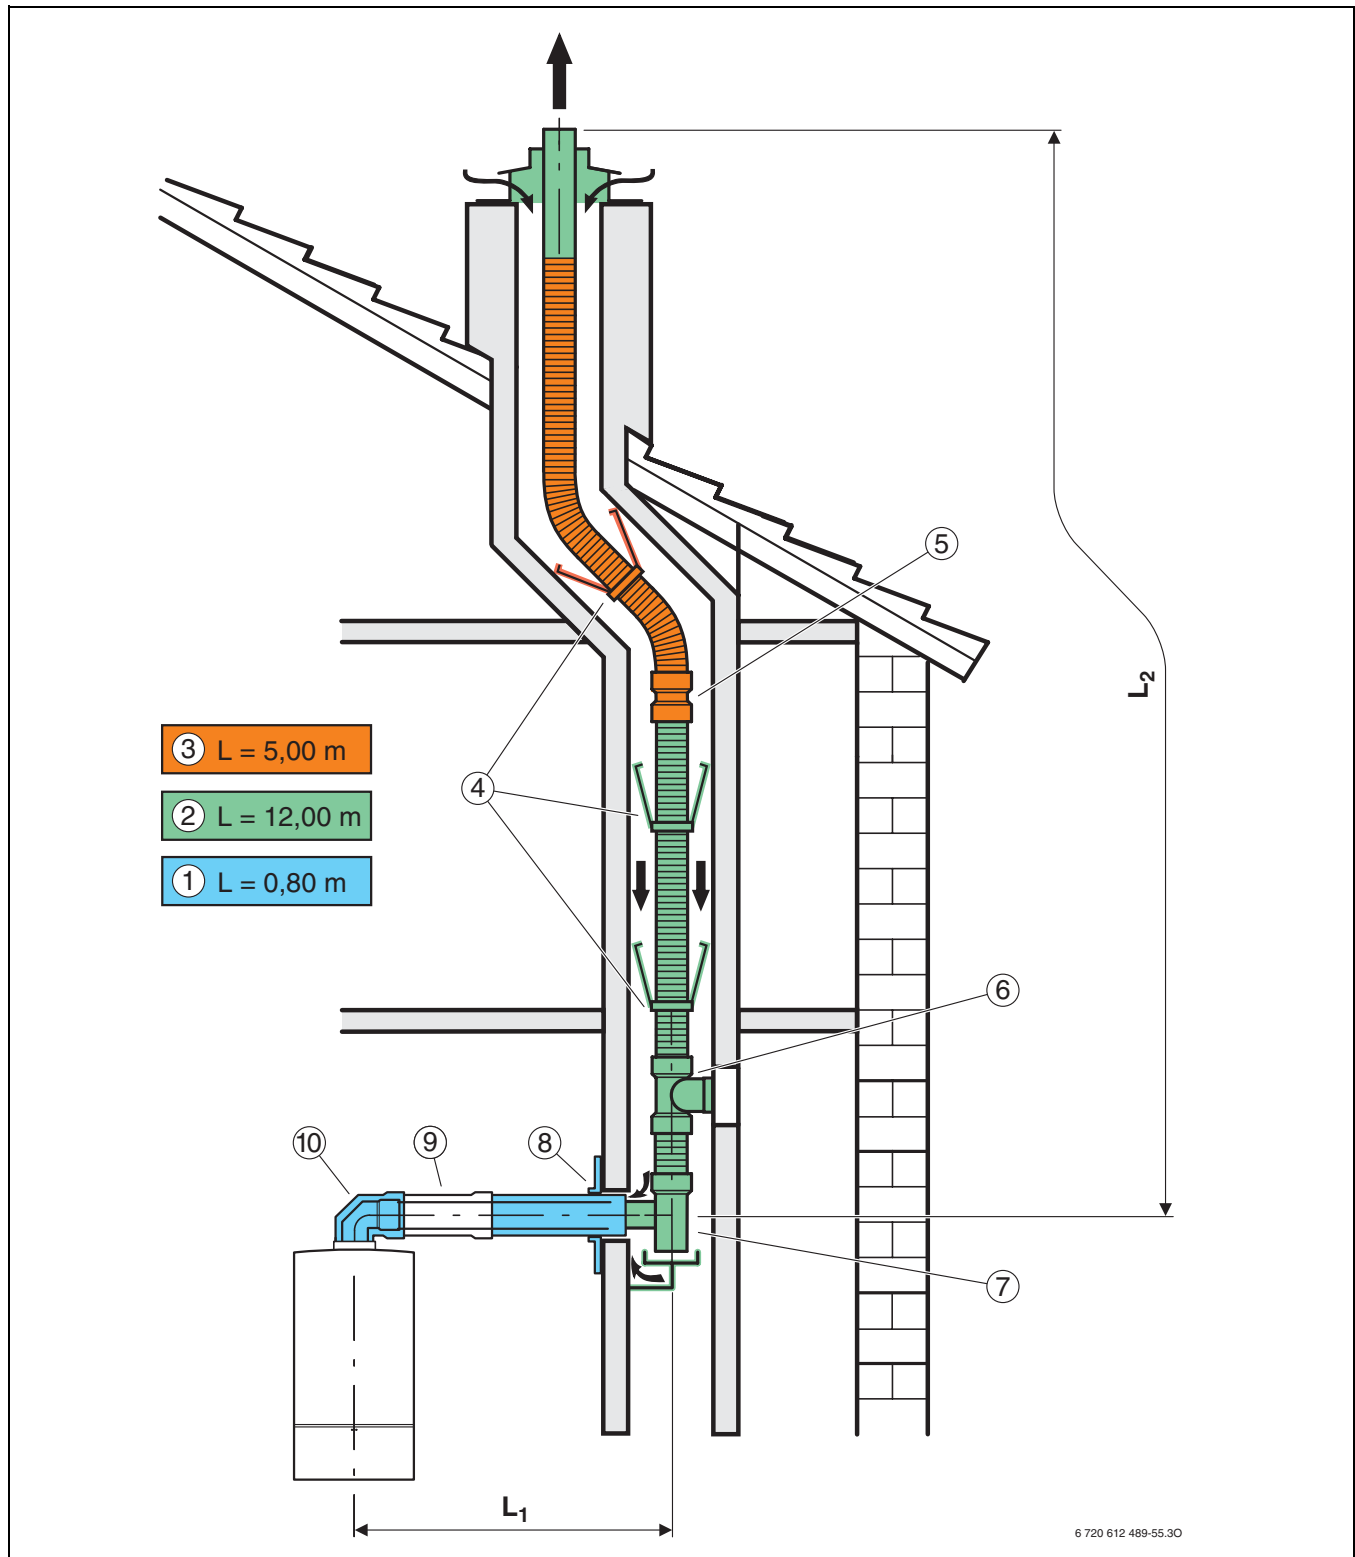 5
L₂
3 L = 5,00 m
4
2 L = 12,00 m
1 L = 0,80 m
6
10
9
8
7
L₁
6 720 612 489-55.3O